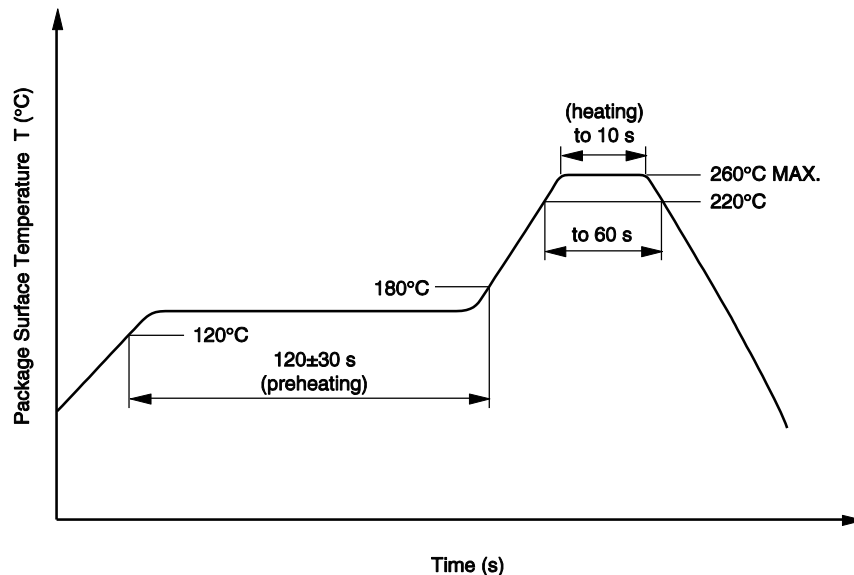 Package Surface Temperature T (°C)
(heating)
to 10 s
260°C MAX.
220°C
to 60 s
180°C
120°C
120±30 s
(preheating)
Time (s)